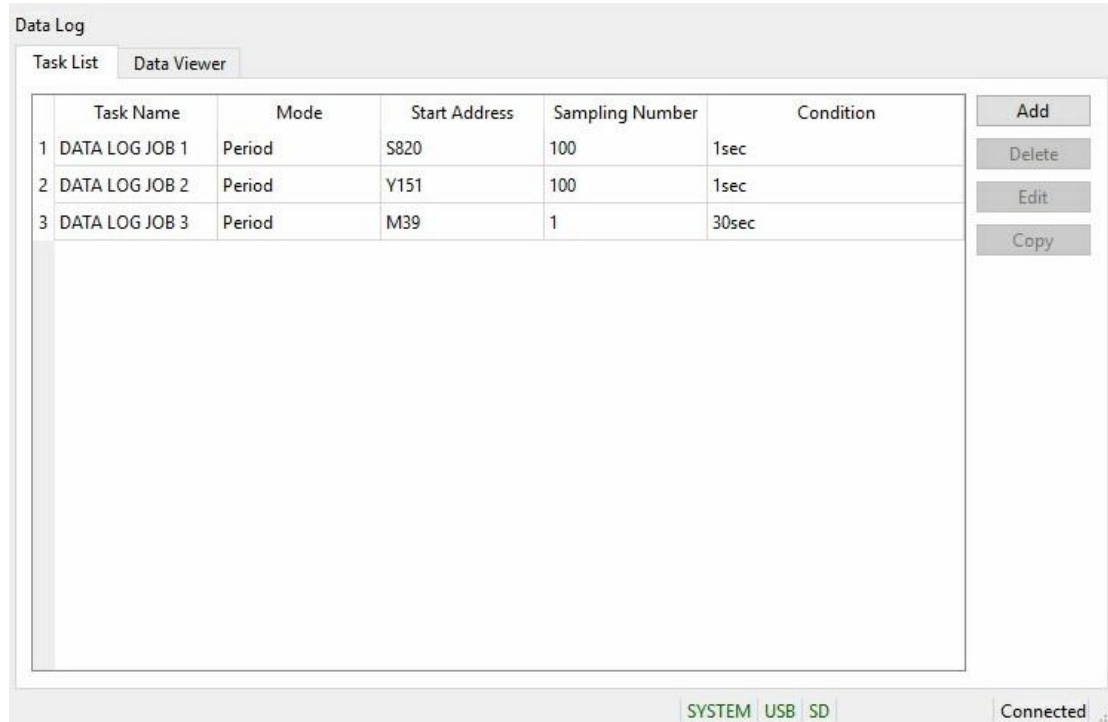 Data Log
Task List Data Viewer
Task Name Mode Start Address Sampling Number Condition Add
1 DATA LOG JOB 1 Period S820 100 1sec Delete
2 DATA LOG JOB 2 Period Y151 100 1sec Edit
3 DATA LOG JOB 3 Period M39 1 30sec
Copy
SYSTEM USB SD Connected